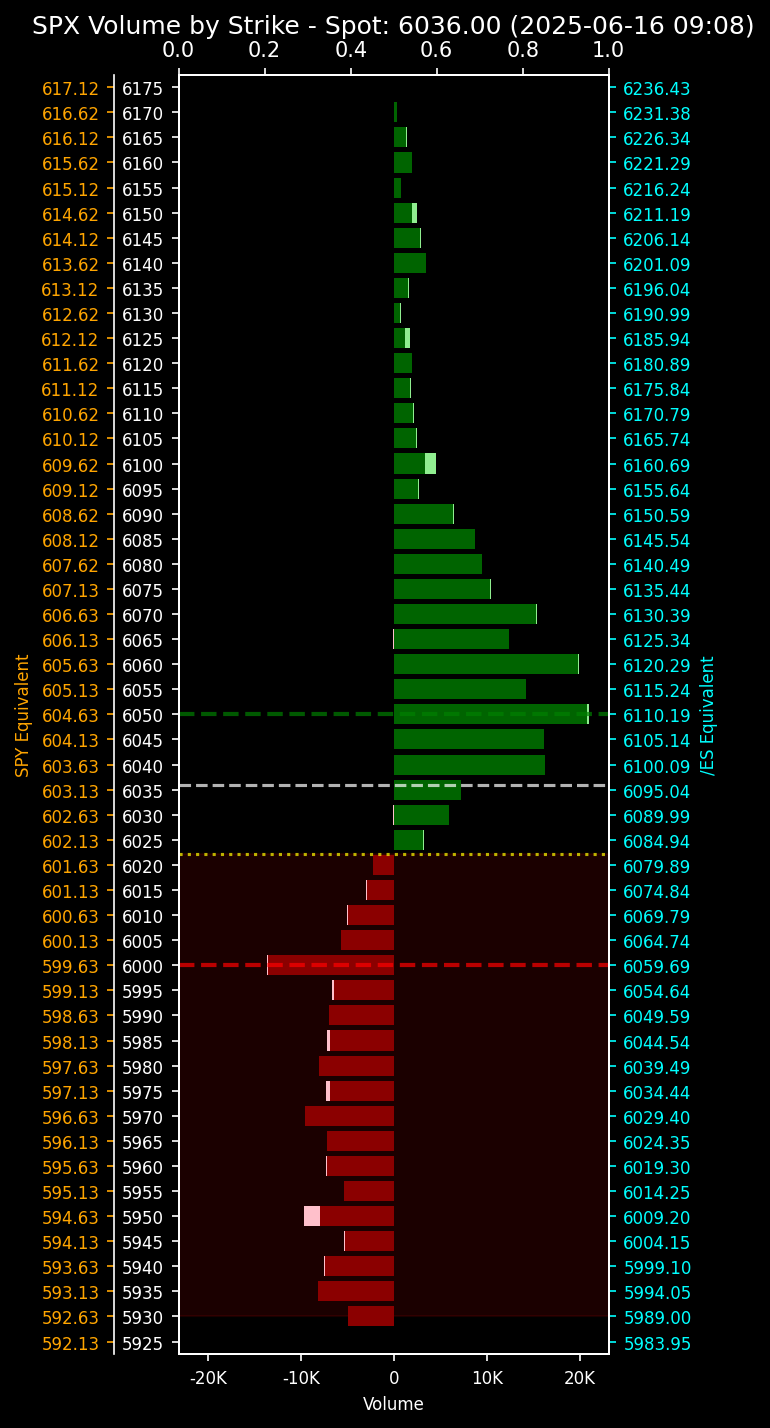 SPX Volume by Strike - Spot: 6036.00 (2025-06-16 09:08)
0.0 0.2 0.4 0.6 0.8 1.0
617.12 6175 6236.43
616.62 6170 6231.38
616.12 6165 6226.34
615.62 6160 6221.29
615.12 6155 6216.24
614.62 6150 6211.19
614.12 6145 6206.14
613.62 6140 6201.09
613.12 6135 6196.04
612.62 6130 6190.99
612.12 6125 6185.94
611.62 6120 6180.89
611.12 6115 6175.84
610.62 6110 6170.79
610.12 6105 6165.74
609.62 6100 6160.69
609.12 6095 6155.64
608.62 6090 6150.59
608.12 6085 6145.54
607.62 6080 6140.49
607.13 6075 6135.44
606.63 6070 6130.39
606.13 6065 6125.34
605.63 6060 6120.29
605.13 6055 6115.24
604.63 6050 6110.19
604.13 6045 6105.14
603.63 6040 6100.09
603.13 6035 6095.04
602.63 6030 6089.99
602.13 6025 6084.94
601.63 6020 6079.89
601.13 6015 6074.84
600.63 6010 6069.79
600.13 6005 6064.74
599.63 6000 6059.69
599.13 5995 6054.64
598.63 5990 6049.59
598.13 5985 6044.54
597.63 5980 6039.49
597.13 5975 6034.44
596.63 5970 6029.40
596.13 5965 6024.35
595.63 5960 6019.30
595.13 5955 6014.25
594.63 5950 6009.20
594.13 5945 6004.15
593.63 5940 5999.10
593.13 5935 5994.05
592.63 5930 5989.00
592.13 5925 5983.95
SPY Equivalent
/ES Equivalent
-20K -10K 0 10K 20K
Volume